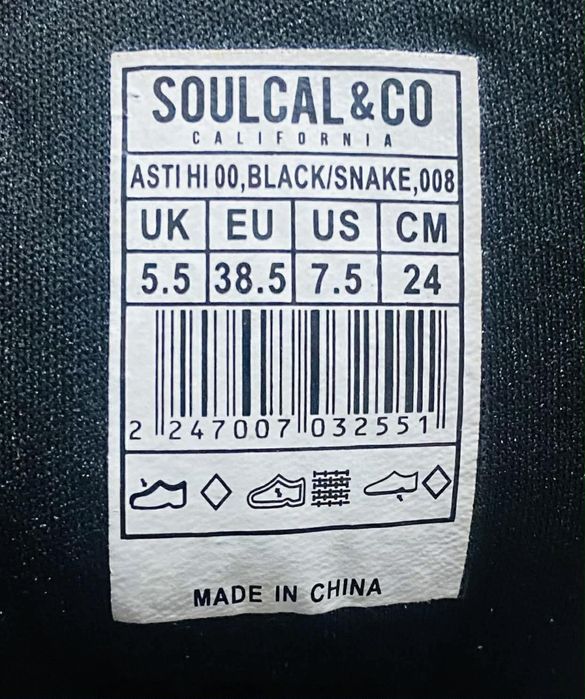 SOULCAL&CO
CALIFORNIA
ASTI HI 00,BLACK/SNAKE,008
UK EU US CM
5.5 38.5 7.5 24
2 247007 032551
MADE IN CHINA